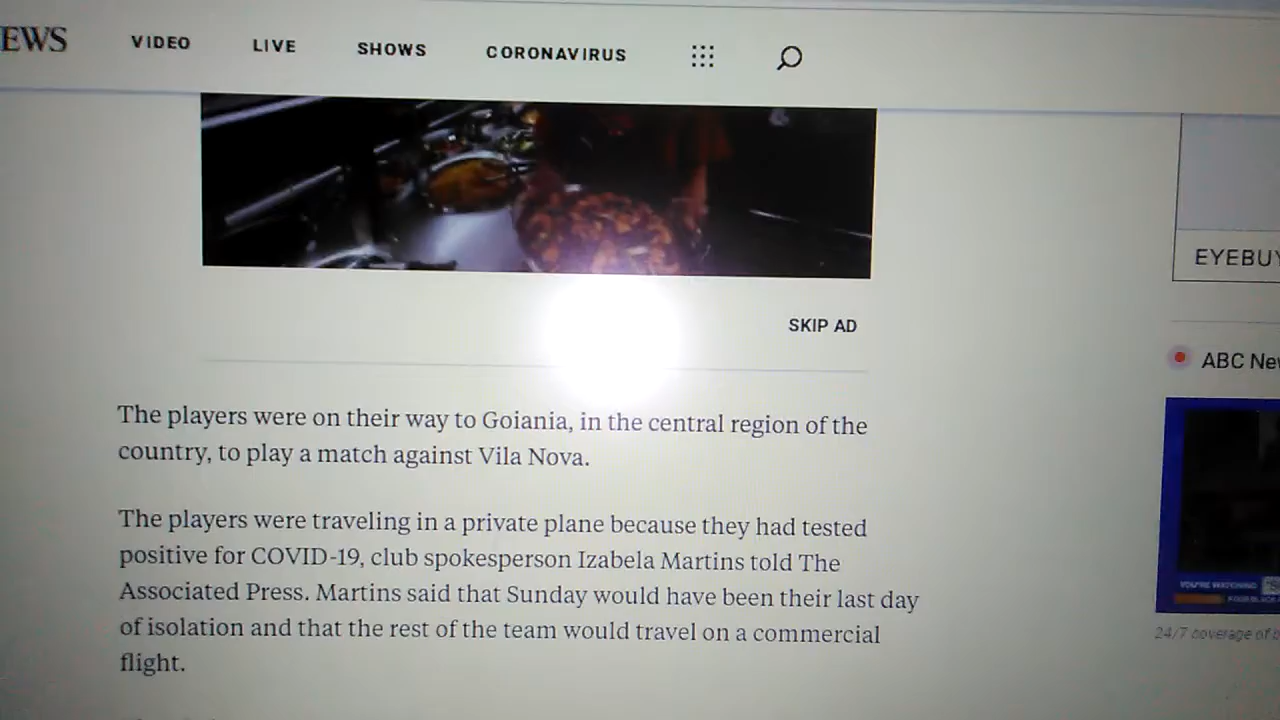 EWS VIDEO LIVE SHOWS CORONAVIRUS
EYEBUY
SKIP AD
ABC Ne
The players were on their way to Goiania, in the central region of the
country, to play a match against Vila Nova.
The players were traveling in a private plane because they had tested
positive for COVID-19, club spokesperson Izabela Martins told The
Associated Press. Martins said that Sunday would have been their last day
of isolation and that the rest of the team would travel on a commercial
flight.
YOU'RE WATCHING
24/7 coverage of b